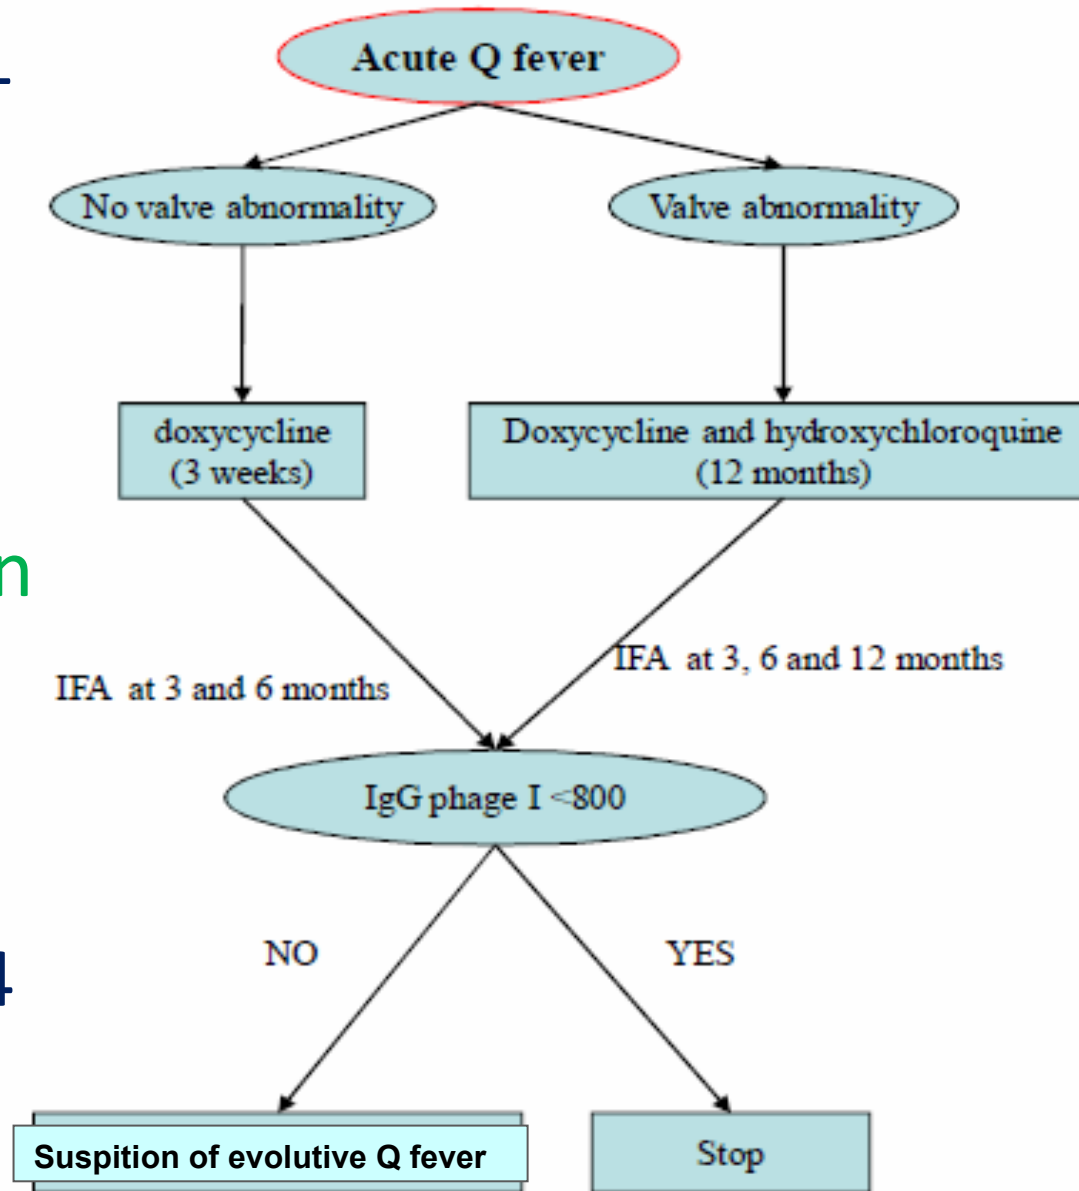 Acute Q fever
No valve abnormality
Valve abnormality
doxycycline
(3 weeks)
Doxycycline and hydroxychloroquine
(12 months)
n
IFA at 3 and 6 months
IFA at 3, 6 and 12 months
IgG phage I <800
NO
YES
4
Suspition of evolutive Q fever
Stop